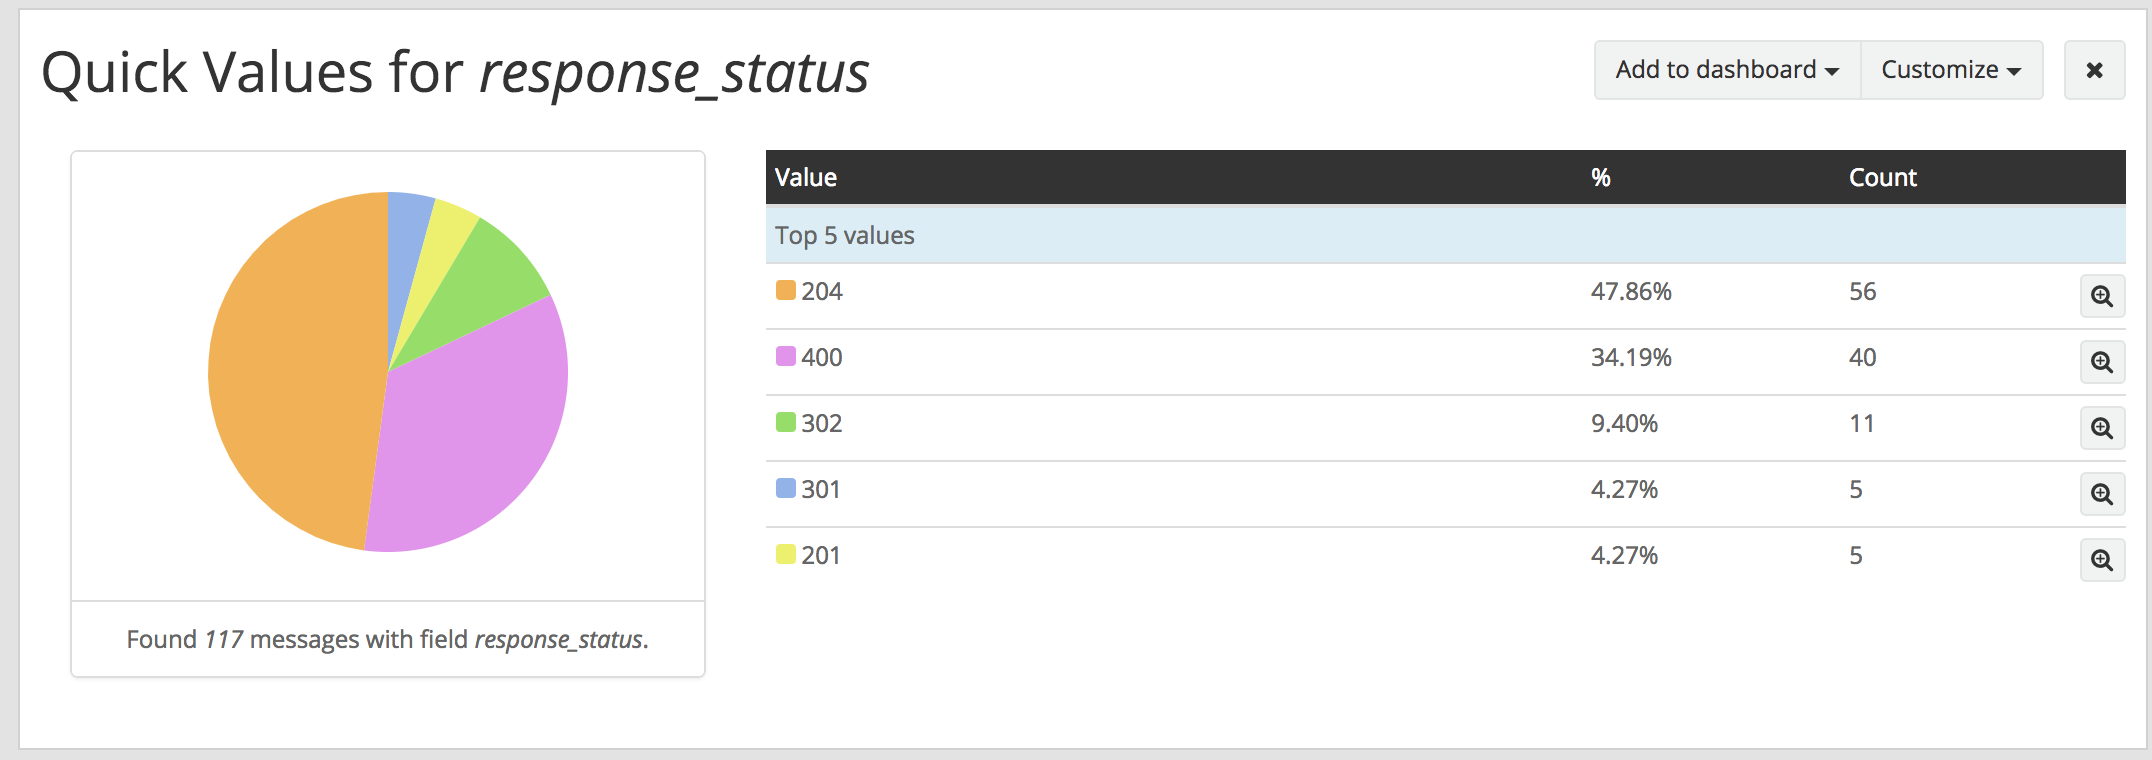 Quick Values for response_status
Add to dashboard
Customize
Value % Count
Top 5 values
204 47.86% 56
400 34.19% 40
302 9.40% 11
301 4.27% 5
201 4.27% 5
Found 117 messages with field response_status.